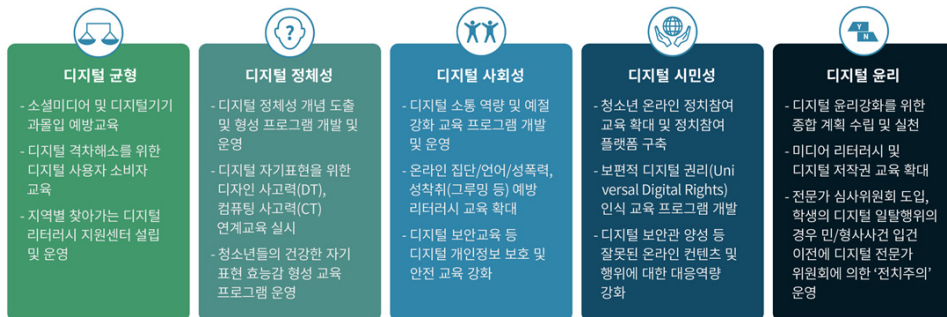 디지털 균형
- 소셜미디어 및 디지털기기
과몰입 예방교육
- 디지털 격차해소를 위한
디지털 사용자 소비자
교육
- 지역별 찾아가는 디지털
리터러시 지원센터 설립
및 운영
?
디지털 정체성
- 디지털 정체성 개념 도출
및 형성 프로그램 개발 및
운영
- 디지털 자기표현을 위한
디자인 사고력(DT),
컴퓨팅 사고력(CT)
연계교육 실시
- 청소년들의 건강한 자기
표현 효능감 형성 교육
프로그램 운영
디지털 사회성
- 디지털 소통 역량 및 예절
강화 교육 프로그램 개발
및 운영
- 온라인 집단/언어/성폭력,
성착취(그루밍 등) 예방
리터러시 교육 확대
- 디지털 보안교육 등
디지털 개인정보 보호 및
안전 교육 강화
디지털 시민성
- 청소년 온라인 정치참여
교육 확대 및 정치참여
플랫폼 구축
- 보편적 디지털 권리(Uni
versal Digital Rights)
인식 교육 프로그램 개발
- 디지털 보안관 양성 등
잘못된 온라인 컨텐츠 및
행위에 대한 대응역량
강화
Y
N
디지털 윤리
- 디지털 윤리강화를 위한
종합 계획 수립 및 실천
- 미디어 리터러시 및
디지털 저작권 교육 확대
- 전문가 심사위원회 도입,
학생의 디지털 일탈행위의
경우 민/형사사건 입건
이전에 디지털 전문가
위원회에 의한 ‘전치주의’
운영